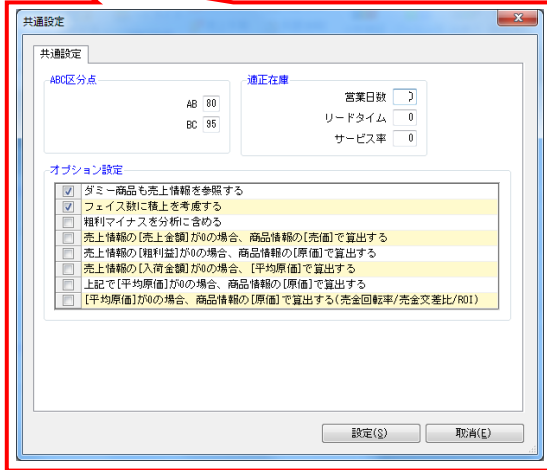 共通設定
共通設定
ABC区分点
AB 80
BC 95
適正在庫
営業日数
リードタイム 0
サービス率 0
オプション設定
ダミー商品も売上情報を参照する
フェイス数に積上を考慮する
粗利マイナスを分析に含める
売上情報の[売上金額]が0の場合、商品情報の[売価]で算出する
売上情報の[粗利益]が0の場合、商品情報の[原価]で算出する
売上情報の[入荷金額]が0の場合、[平均原価]で算出する
上記で[平均原価]が0の場合、商品情報の[原価]で算出する
[平均原価]が0の場合、商品情報の[原価]で算出する(売金回転率/売金交差比/ROI)
設定(S)
取消(E)